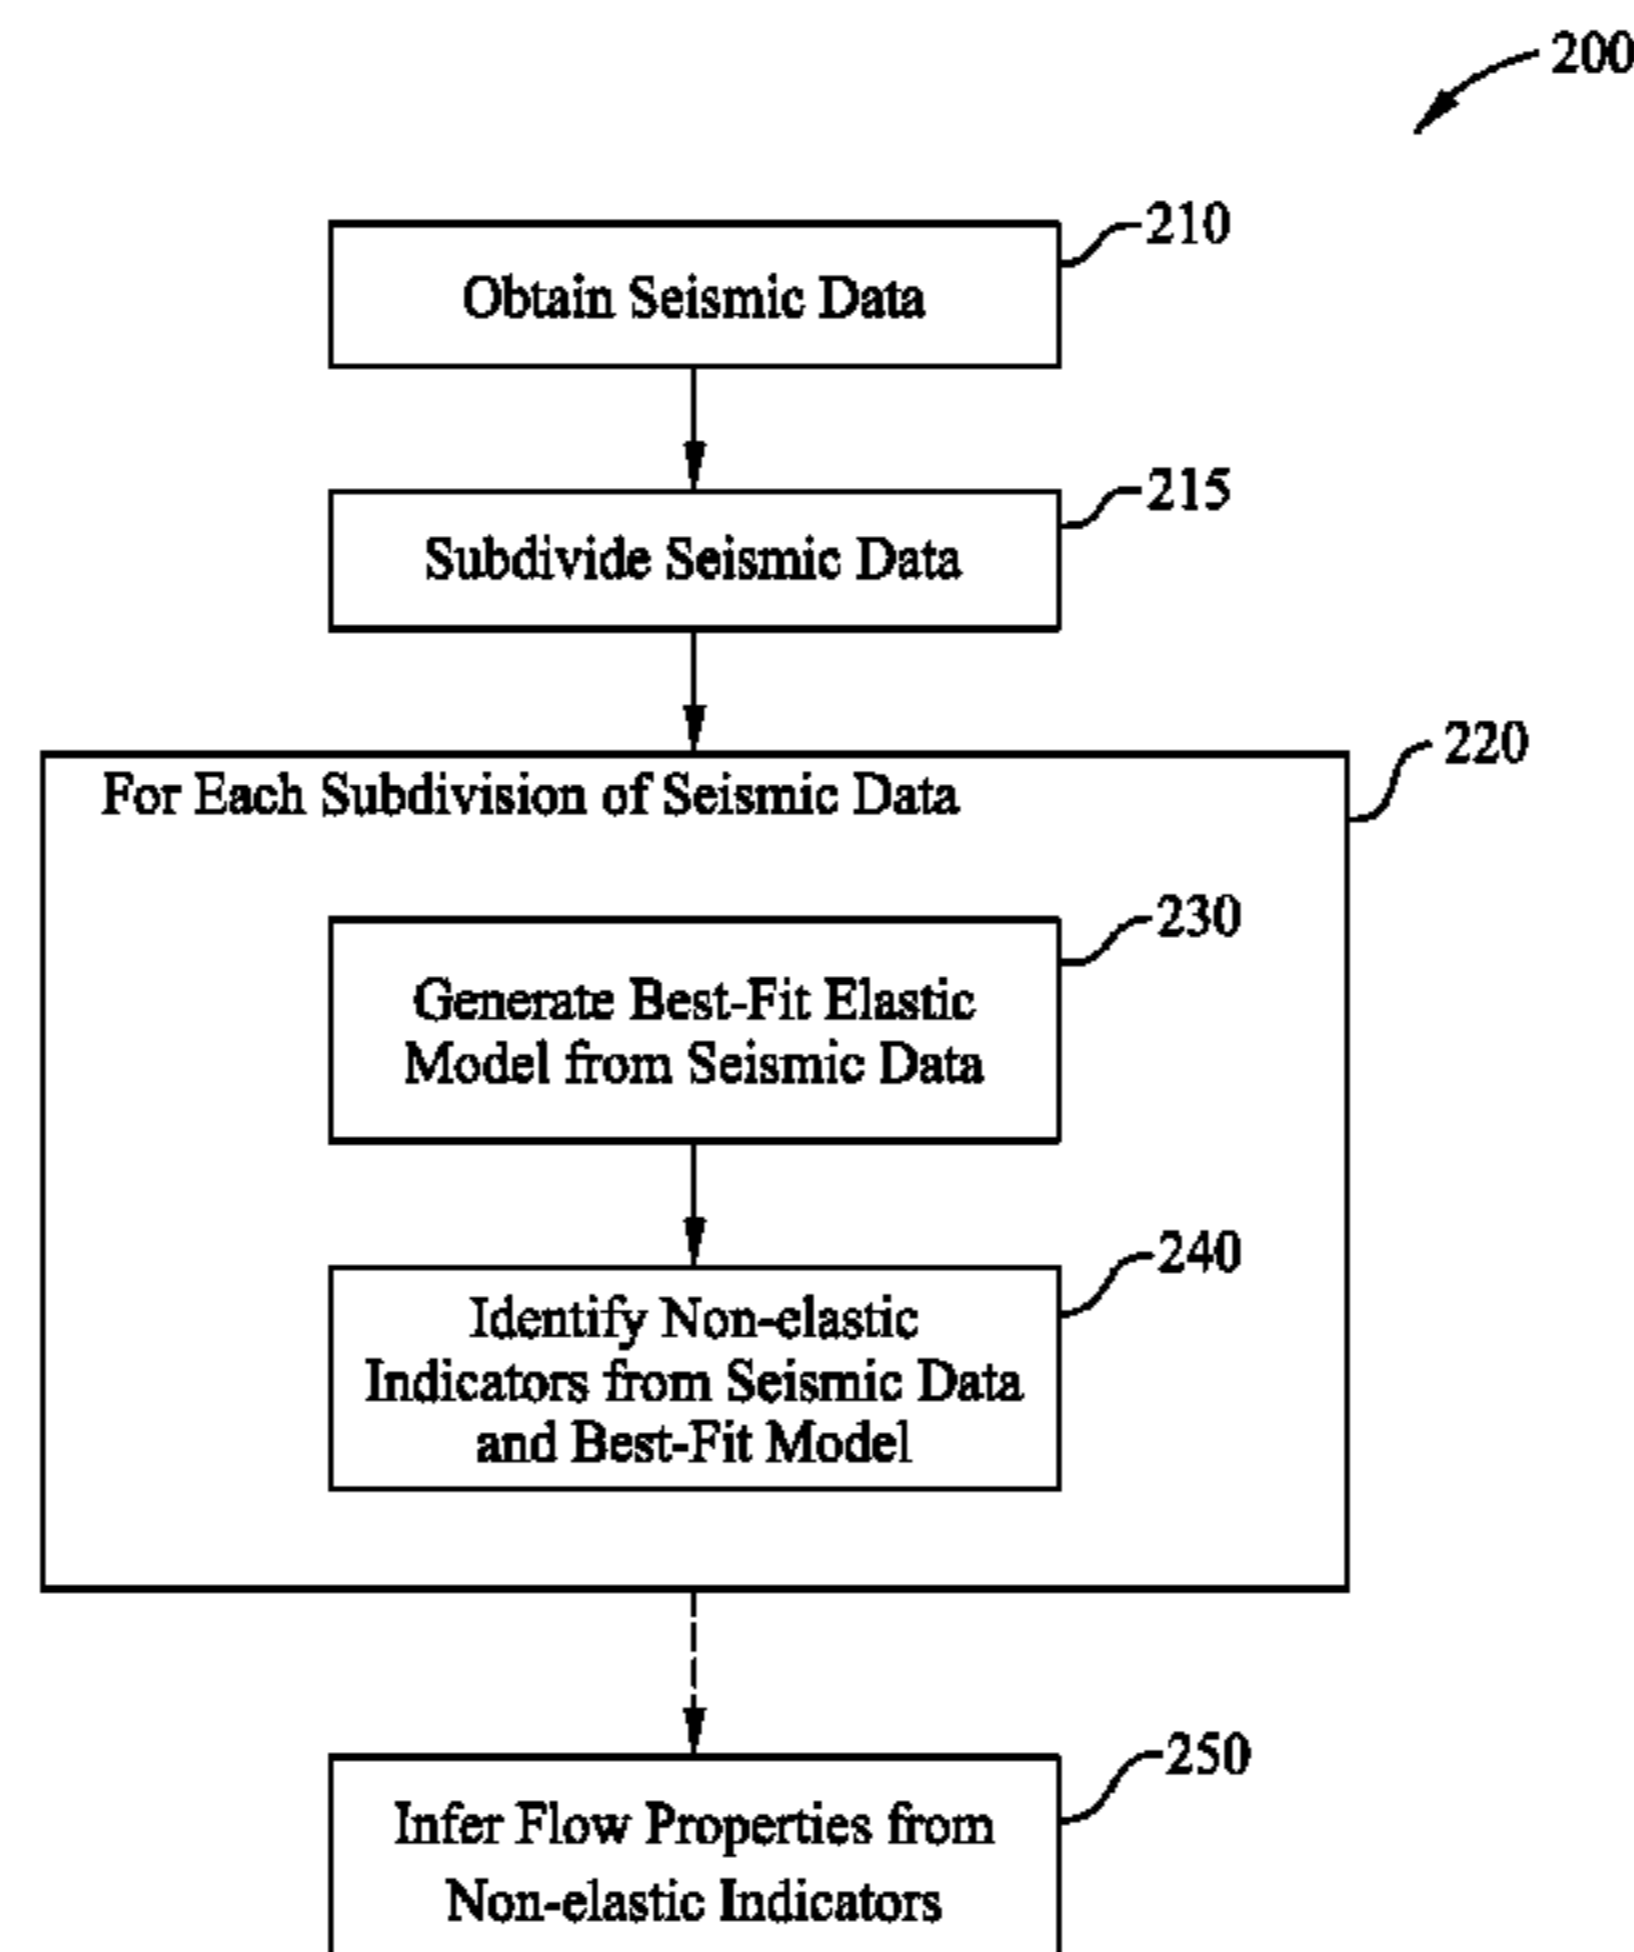 200
210
Obtain Seismic Data
215
Subdivide Seismic Data
220
For Each Subdivision of Seismic Data
230
Generate Best-Fit Elastic
Model from Seismic Data
240
Identify Non-elastic
Indicators from Seismic Data
and Best-Fit Model
250
Infer Flow Properties from
Non-elastic Indicators